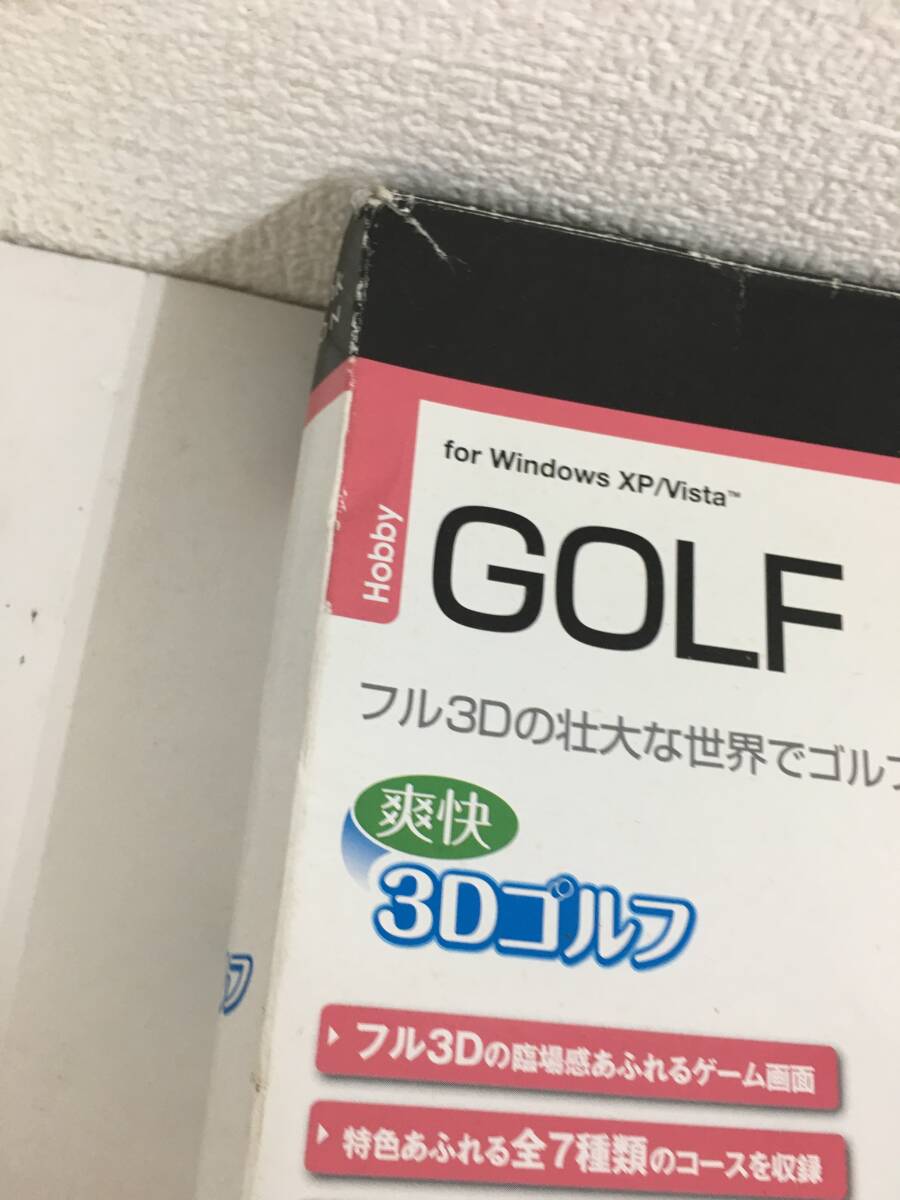 for Windows XP/Vista™
Hobby
GOLF
フル3Dの壮大な世界でゴルフ
爽快
3Dゴルフ
フル3Dの臨場感あふれるゲーム画面
特色あふれる全7種類のコースを収録